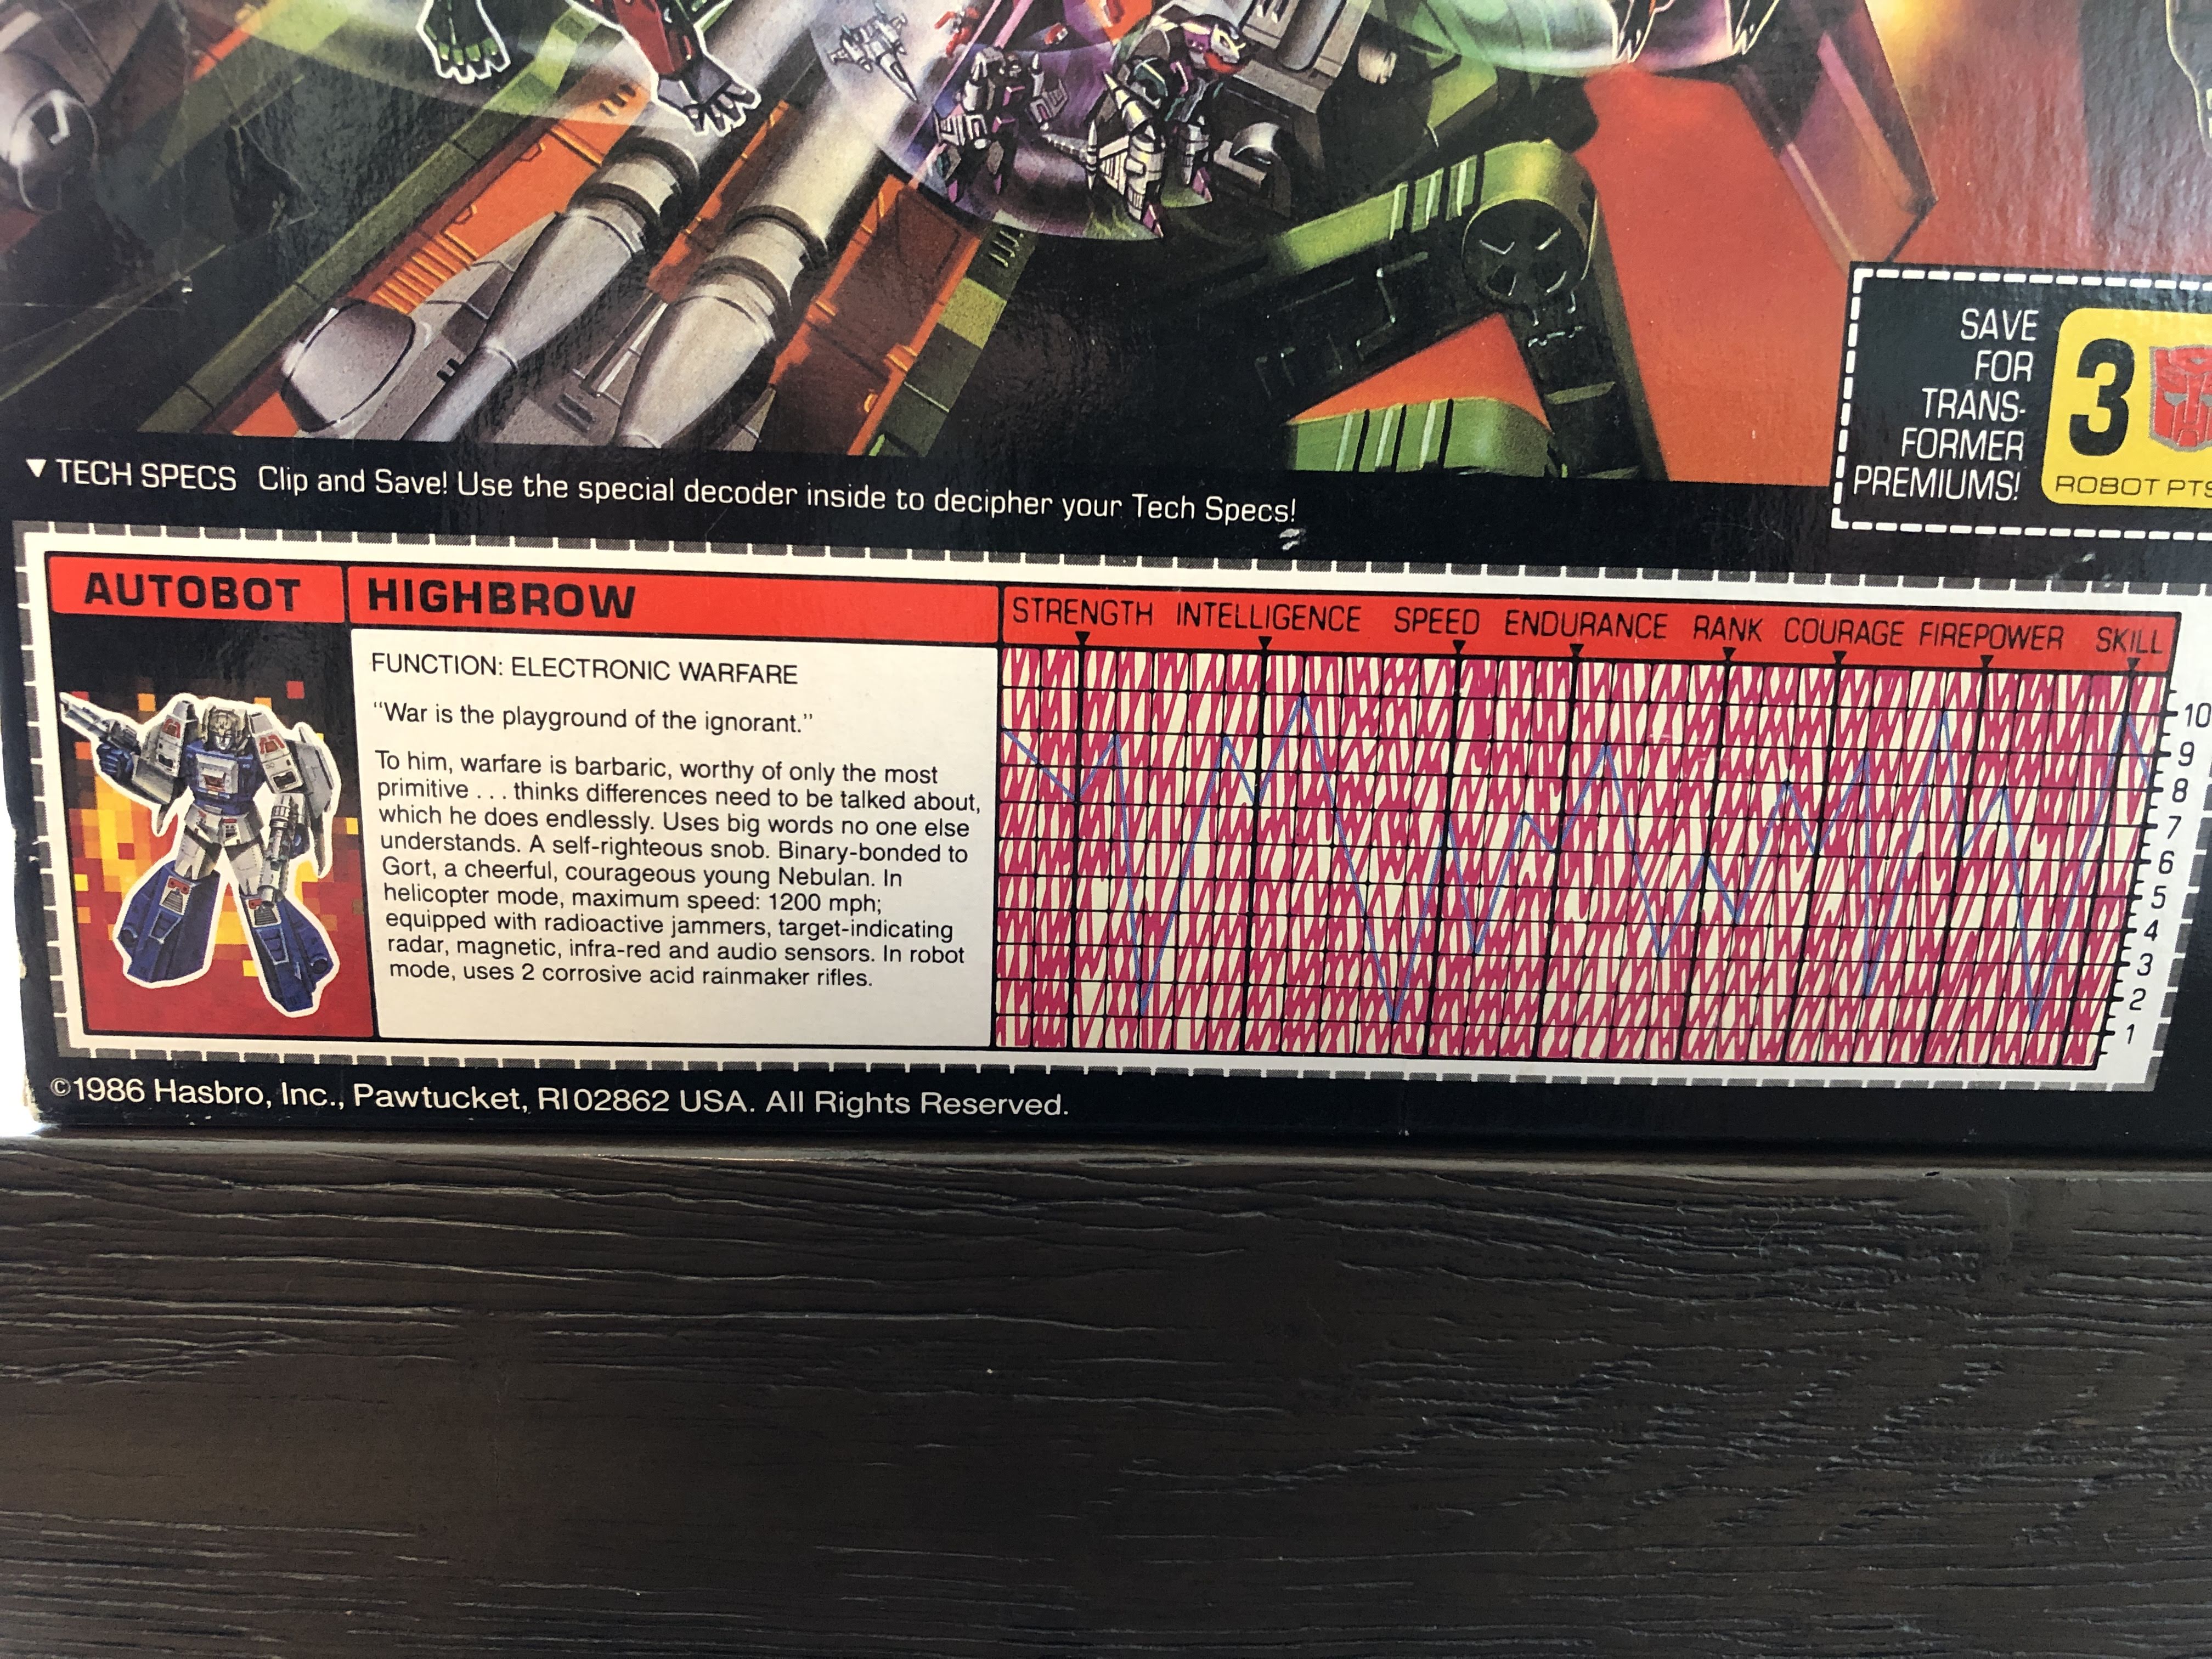 SAVE
FOR
TRANS-
FORMER
PREMIUMS!
3
ROBOT PTS
▼ TECH SPECS Clip and Save! Use the special decoder inside to decipher your Tech Specs!
AUTOBOT
HIGHBROW
FUNCTION: ELECTRONIC WARFARE
"War is the playground of the ignorant."
To him, warfare is barbaric, worthy of only the most
primitive . . . thinks differences need to be talked about,
which he does endlessly. Uses big words no one else
understands. A self-righteous snob. Binary-bonded to
Gort, a cheerful, courageous young Nebulan. In
helicopter mode, maximum speed: 1200 mph;
equipped with radioactive jammers, target-indicating
radar, magnetic, infra-red and audio sensors. In robot
mode, uses 2 corrosive acid rainmaker rifles.
STRENGTH INTELLIGENCE SPEED ENDURANCE RANK COURAGE FIREPOWER SKILL
10
9
8
7
6
5
4
3
2
1
©1986 Hasbro, Inc., Pawtucket, RI 02862 USA. All Rights Reserved.